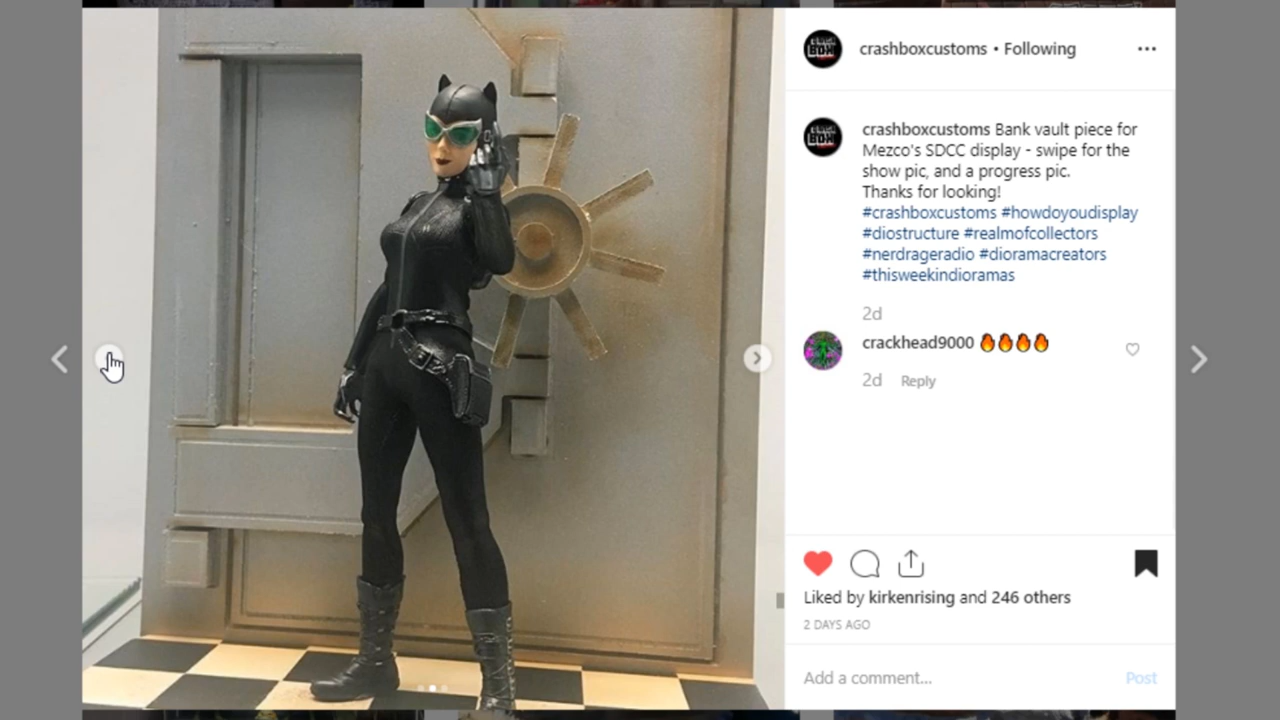 crashboxcustoms • Following
crashboxcustoms Bank vault piece for
Mezco's SDCC display - swipe for the
show pic, and a progress pic.
Thanks for looking!
#crashboxcustoms #howdoyoudisplay
#diostructure #realmofcollectors
#nerdrageradio #dioramacreators
#thisweekindioramas
2d
crackhead9000 🔥🔥🔥🔥
2d Reply
Liked by kirkenrising and 246 others
2 DAYS AGO
Add a comment... Post